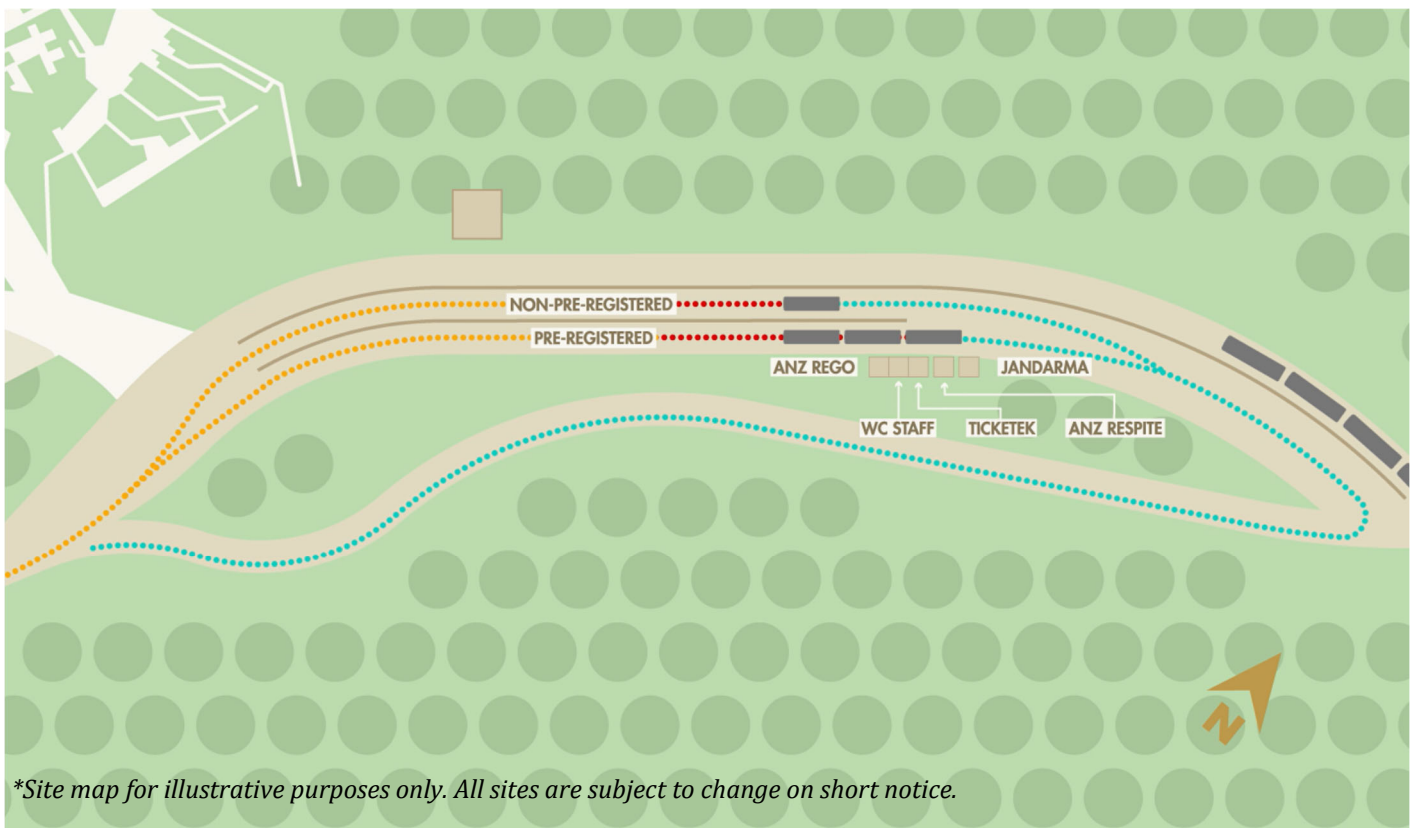 NON-PRE-REGISTERED
PRE-REGISTERED
ANZ REGO
JANDARMA
WC STAFF
TICKETEK
ANZ RESPITE
N
*Site map for illustrative purposes only. All sites are subject to change on short notice.